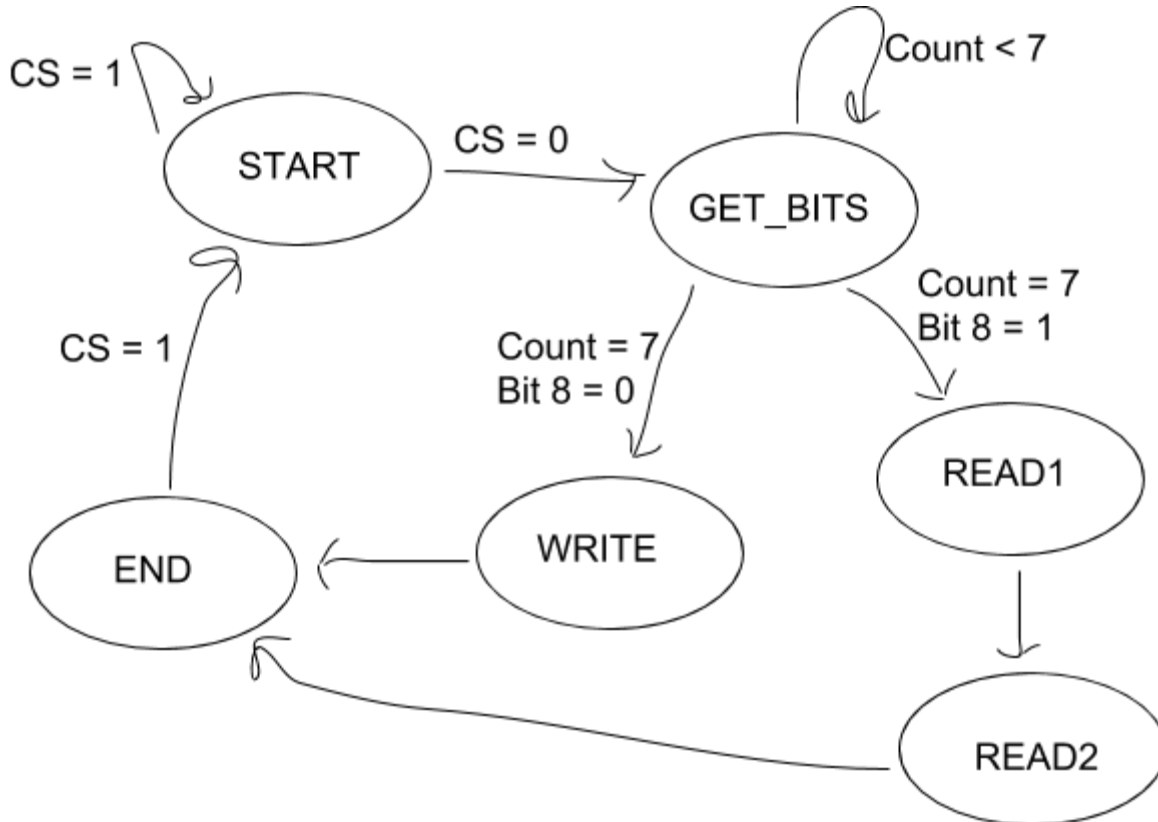 CS = 1
Count < 7
START
CS = 0
GET_BITS
Count = 7
Bit 8 = 1
CS = 1
Count = 7
Bit 8 = 0
READ1
WRITE
END
READ2